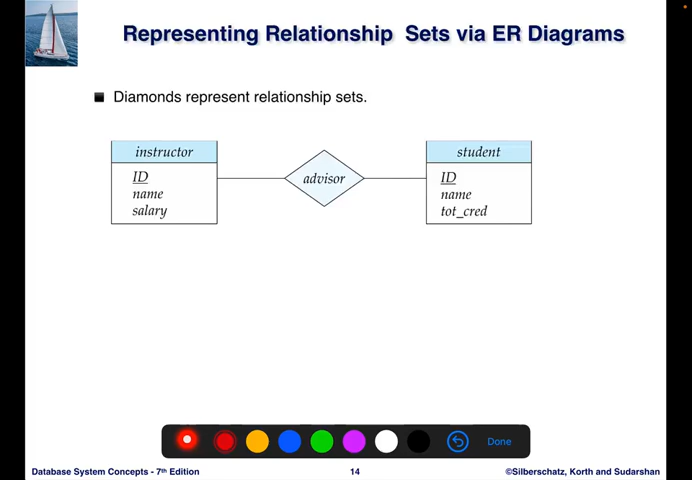 Representing Relationship Sets via ER Diagrams
Diamonds represent relationship sets.
instructor
ID
name
salary
advisor
student
ID
name
tot_cred
Done
Database System Concepts - 7th Edition
14
©Silberschatz, Korth and Sudarshan